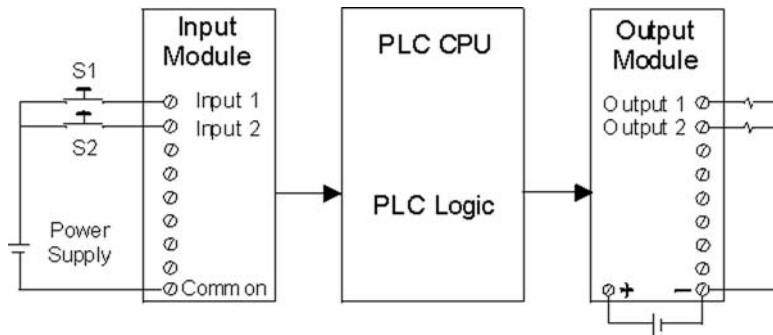 Input
Module
PLC CPU
Output
Module
S1
Input 1
Input 2
S2
Output 1
Output 2
PLC Logic
Power
Supply
Common
+
−